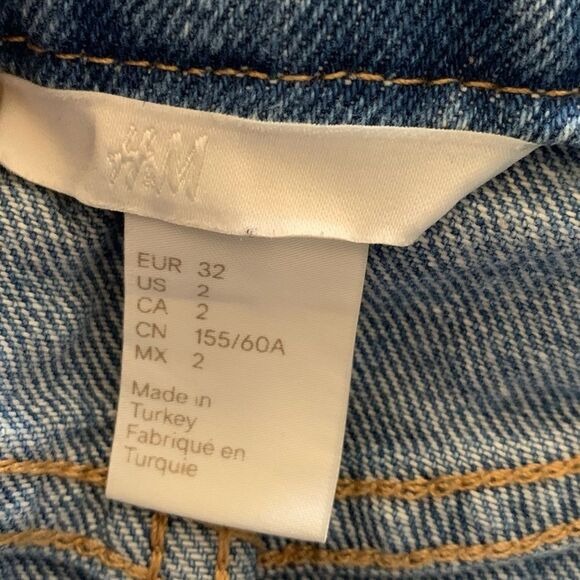 H&M
EUR 32
US 2
CA 2
CN 155/60A
MX 2
Made in
Turkey
Fabriqué en
Turquie